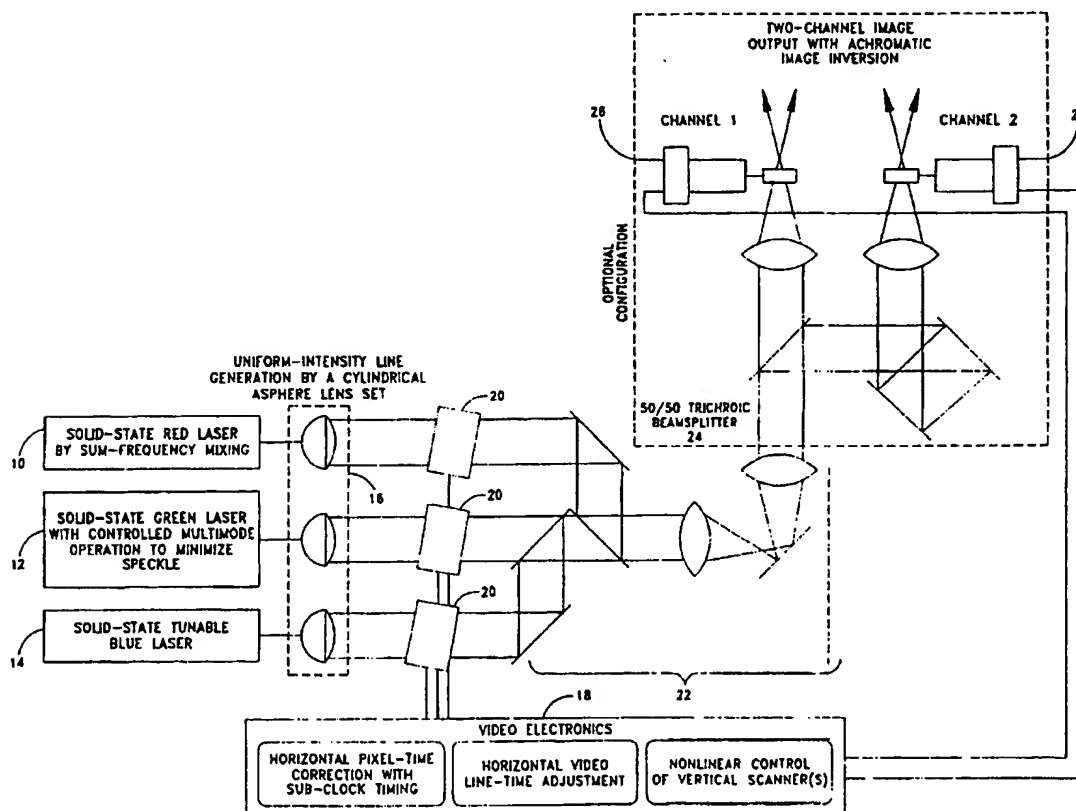 TWO-CHANNEL IMAGE
OUTPUT WITH ACHROMATIC
IMAGE INVERSION
26
CHANNEL 1
CHANNEL 2
OPTIONAL
CONFIGURATION
UNIFORM-INTENSITY LINE
GENERATION BY A CYLINDRICAL
ASPHERE LENS SET
50/50 TRICHROIC
BEAMSPLITTER
24
20
10
SOLID-STATE RED LASER
BY SUM-FREQUENCY MIXING
16
20
12
SOLID-STATE GREEN LASER
WITH CONTROLLED MULTIMODE
OPERATION TO MINIMIZE
SPECKLE
20
14
SOLID-STATE TUNABLE
BLUE LASER
22
18
VIDEO ELECTRONICS
HORIZONTAL PIXEL-TIME
CORRECTION WITH
SUB-CLOCK TIMING
HORIZONTAL VIDEO
LINE-TIME ADJUSTMENT
NONLINEAR CONTROL
OF VERTICAL SCANNER(S)